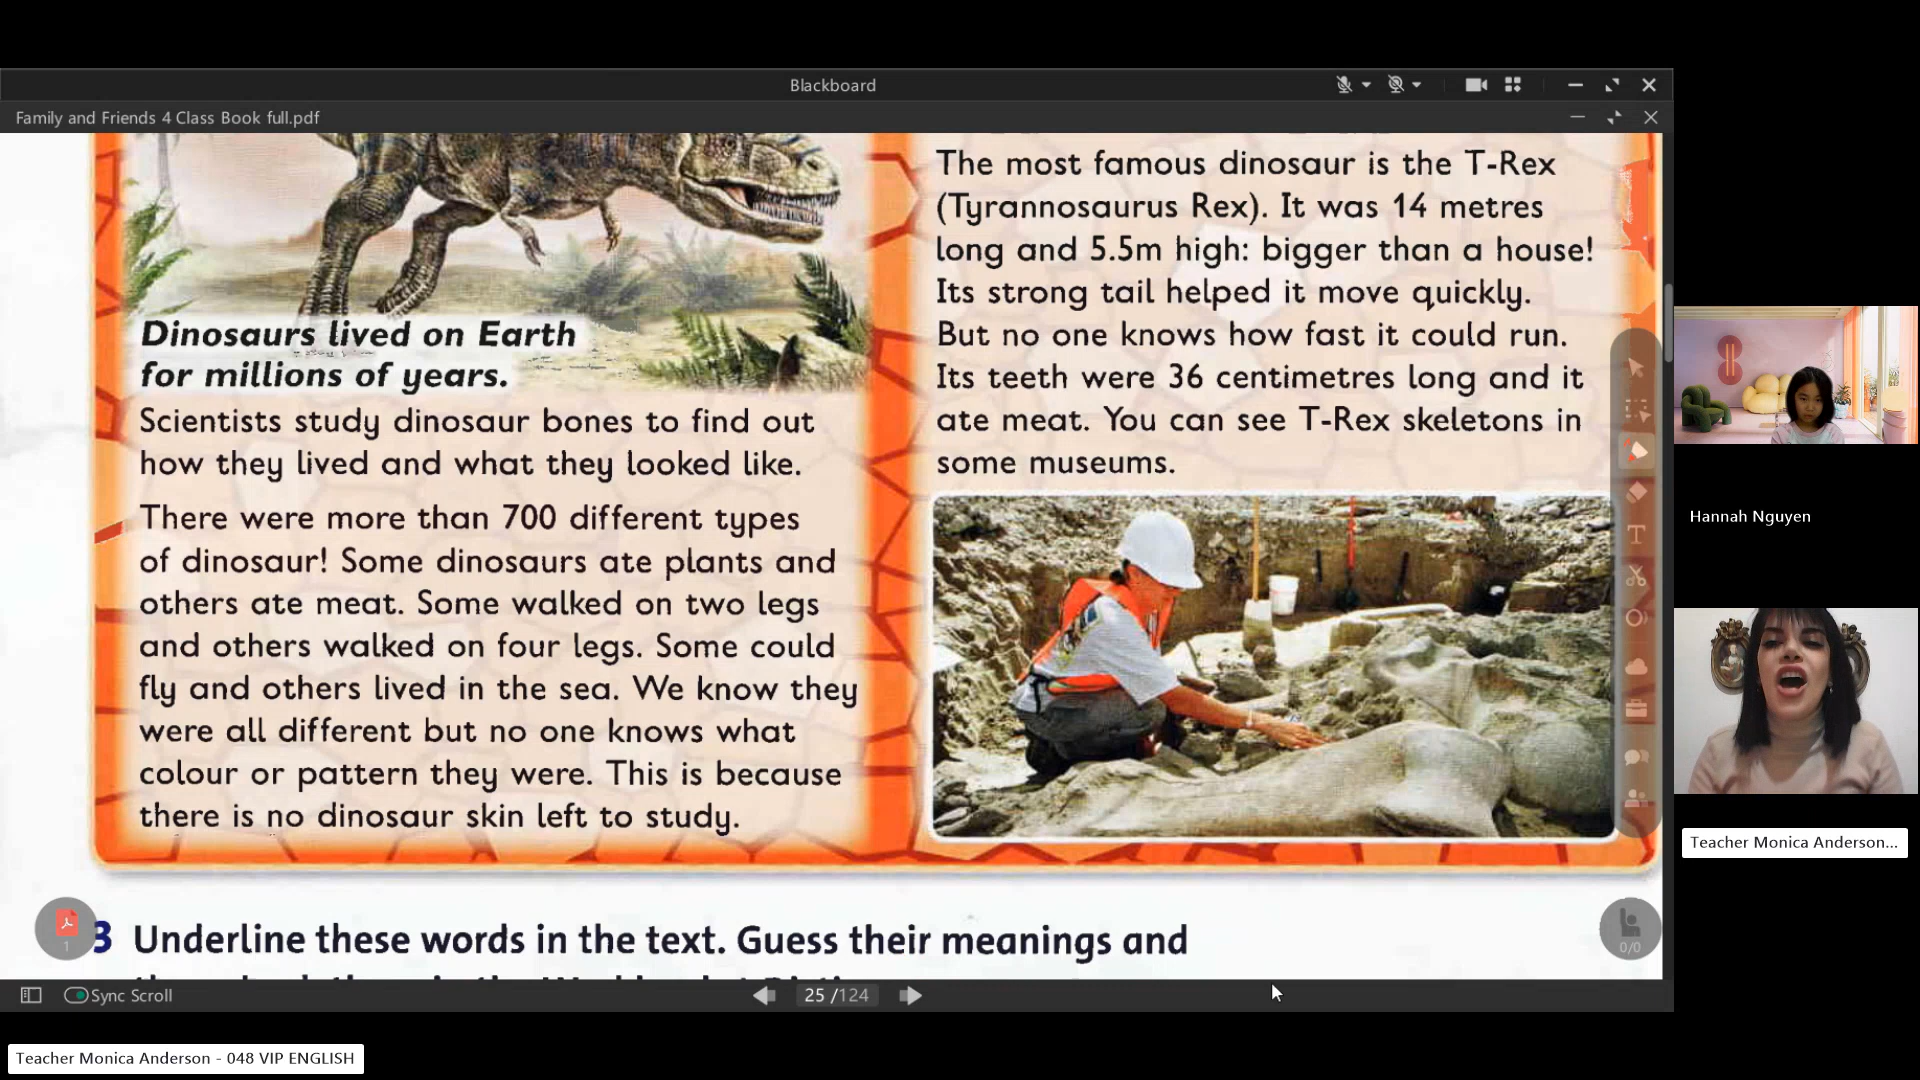 Blackboard
Family and Friends 4 Class Book full.pdf
Dinosaurs lived on Earth
for millions of years.
Scientists study dinosaur bones to find out
how they lived and what they looked like.
There were more than 700 different types
of dinosaur! Some dinosaurs ate plants and
others ate meat. Some walked on two legs
and others walked on four legs. Some could
fly and others lived in the sea. We know they
were all different but no one knows what
colour or pattern they were. This is because
there is no dinosaur skin left to study.
The most famous dinosaur is the T-Rex
(Tyrannosaurus Rex). It was 14 metres
long and 5.5m high: bigger than a house!
Its strong tail helped it move quickly.
But no one knows how fast it could run.
Its teeth were 36 centimetres long and it
ate meat. You can see T-Rex skeletons in
some museums.
3 Underline these words in the text. Guess their meanings and
1
0/0
Sync Scroll
25 /124
Hannah Nguyen
Teacher Monica Anderson...
Teacher Monica Anderson - 048 VIP ENGLISH